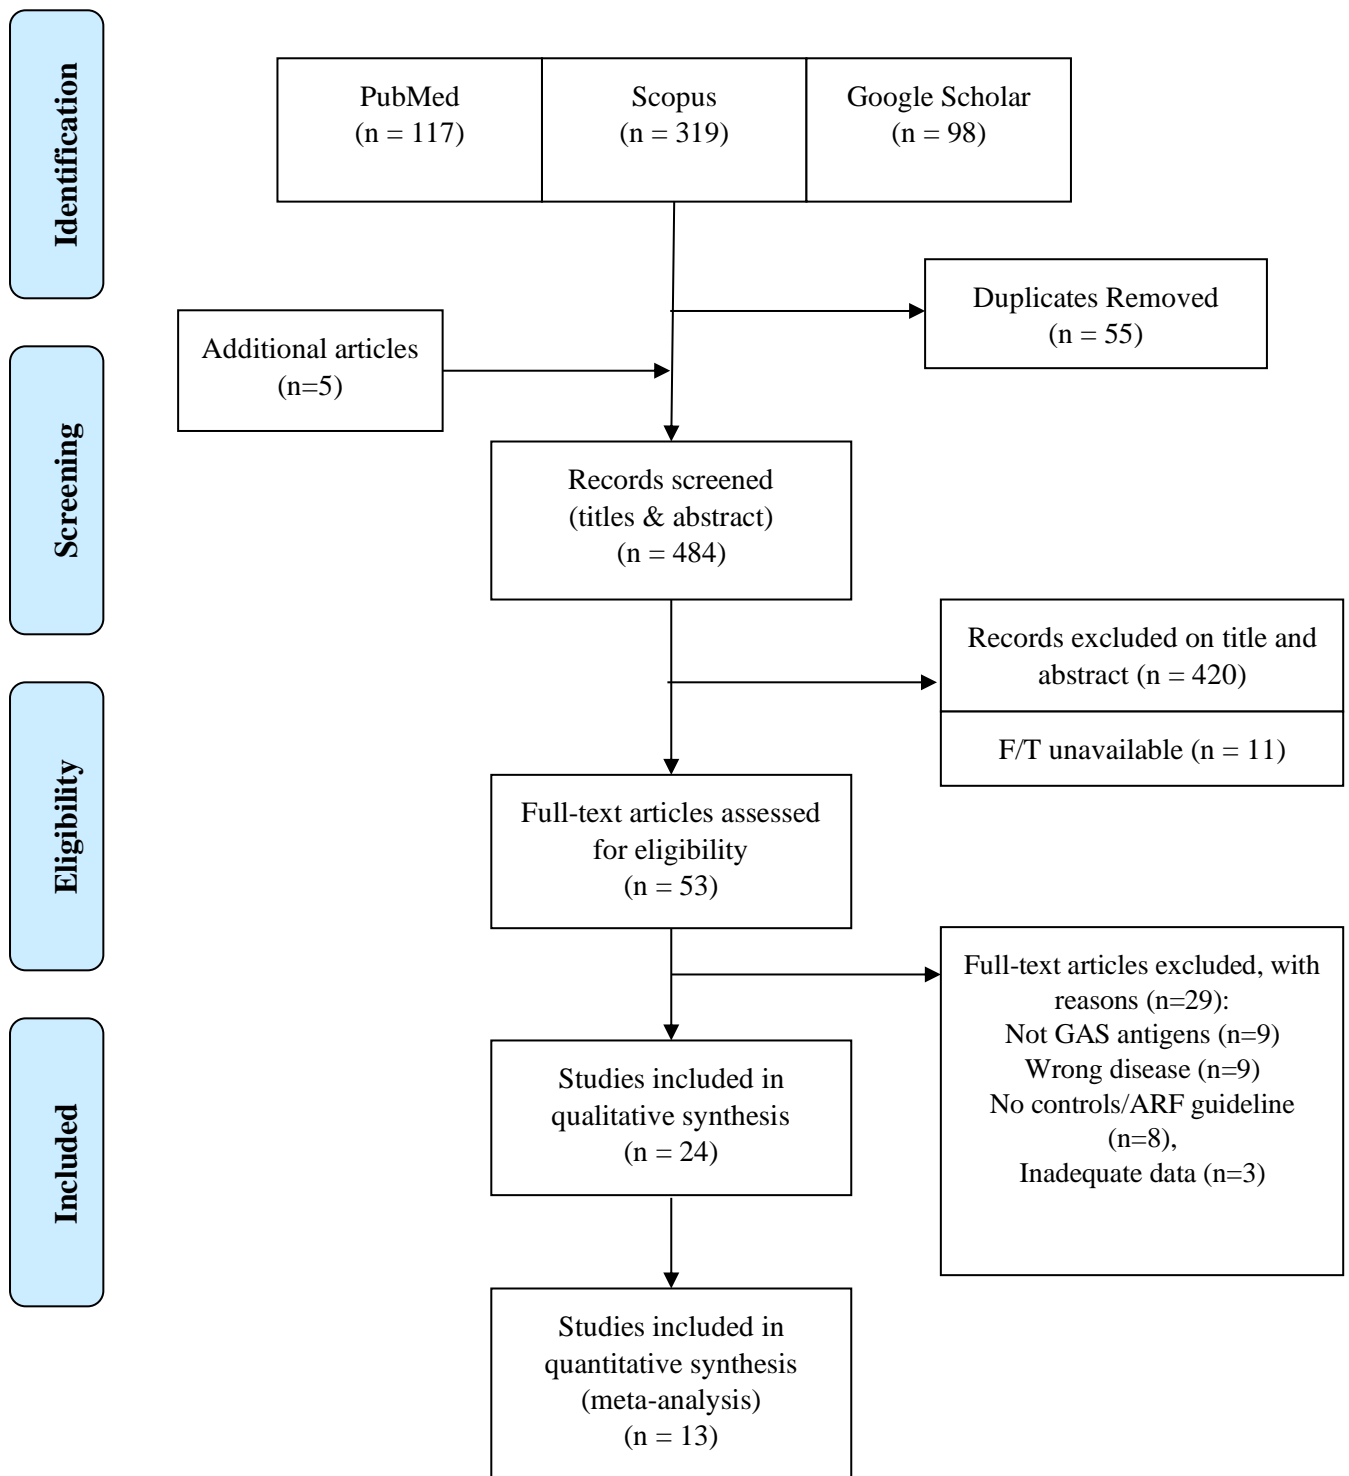 Identification
PubMed
(n = 117)
Scopus
(n = 319)
Google Scholar
(n = 98)
Duplicates Removed
(n = 55)
Additional articles
(n=5)
Screening
Records screened
(titles & abstract)
(n = 484)
Records excluded on title and
abstract (n = 420)
F/T unavailable (n = 11)
Eligibility
Full-text articles assessed
for eligibility
(n = 53)
Full-text articles excluded, with
reasons (n=29):
Not GAS antigens (n=9)
Wrong disease (n=9)
No controls/ARF guideline
(n=8),
Inadequate data (n=3)
Included
Studies included in
qualitative synthesis
(n = 24)
Studies included in
quantitative synthesis
(meta-analysis)
(n = 13)